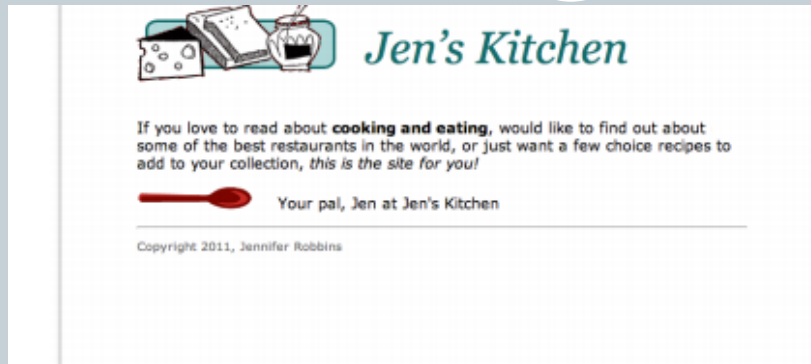 Jen's Kitchen
If you love to read about cooking and eating, would like to find out about
some of the best restaurants in the world, or just want a few choice recipes to
add to your collection, this is the site for you!
Your pal, Jen at Jen's Kitchen
Copyright 2011, Jennifer Robbins